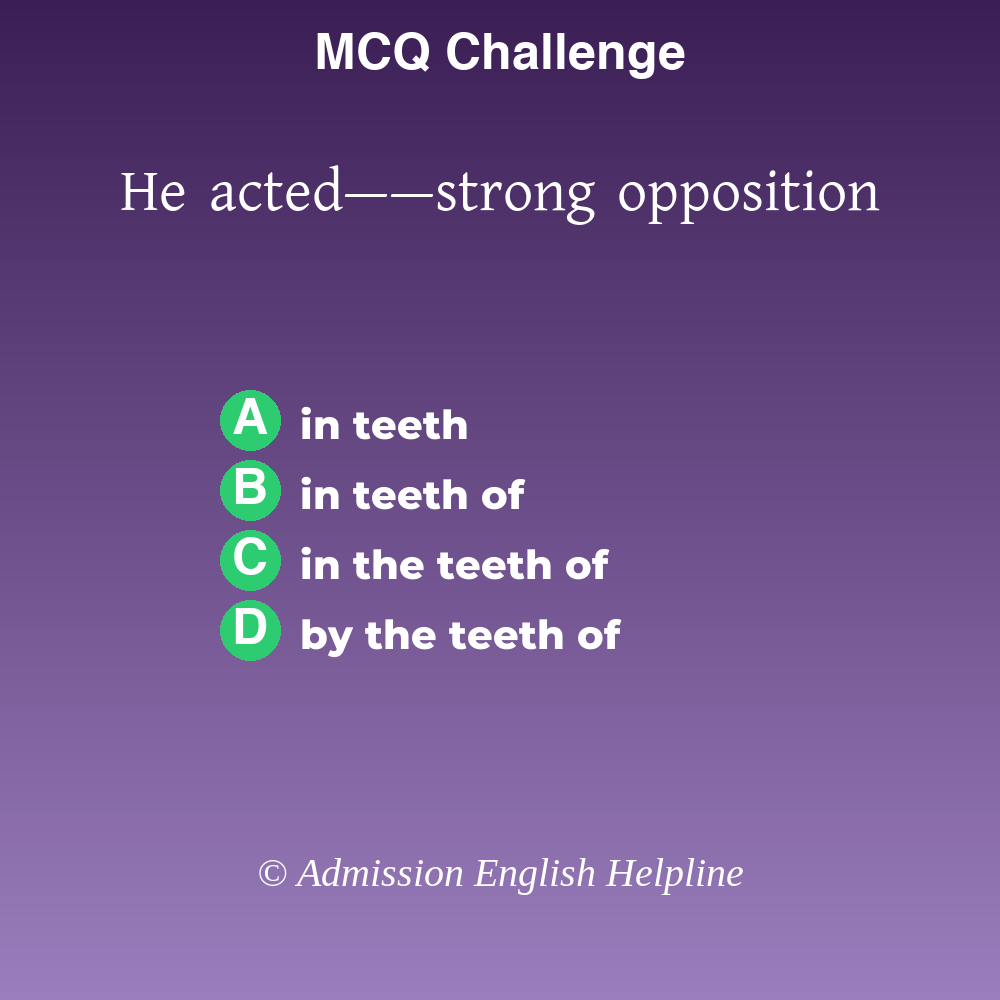 MCQ Challenge
He acted——strong opposition
A in teeth
B in teeth of
C in the teeth of
D by the teeth of
© Admission English Helpline